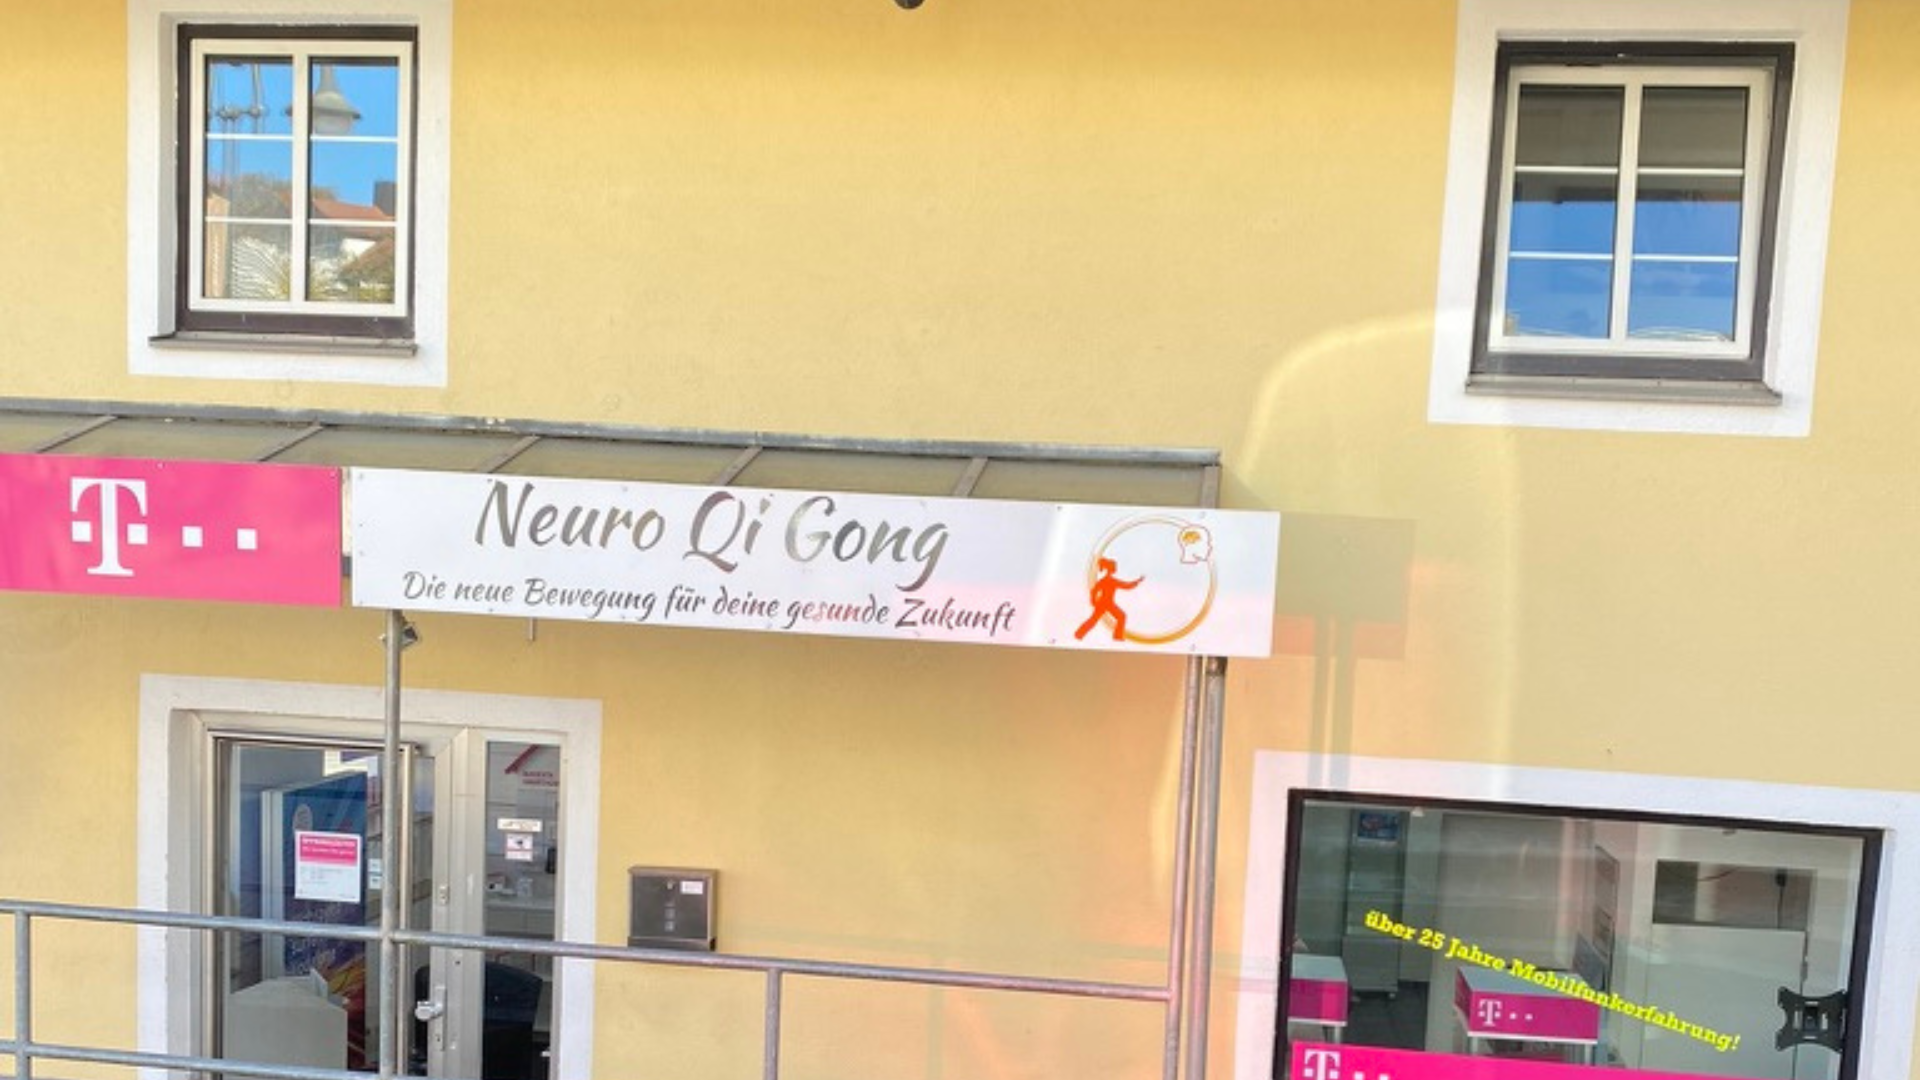 T
Neuro Qi Gong
Die neue Bewegung für deine gesunde Zukunft
über 25 Jahre Mobilfunkerfahrung!
T
T